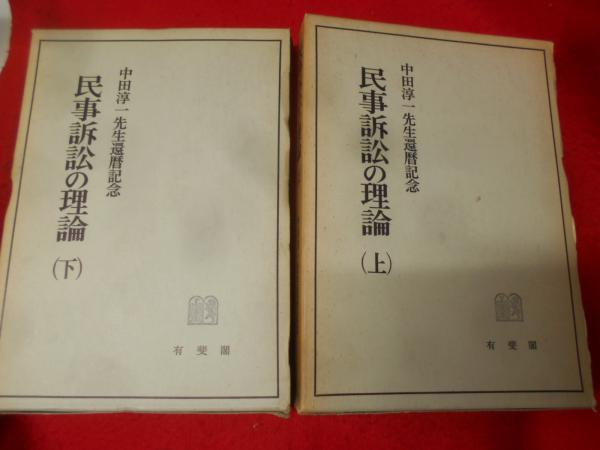 中田淳一先生還暦記念
民事訴訟の理論
(下)
有斐閣
中田淳一先生還暦記念
民事訴訟の理論
(上)
有斐閣